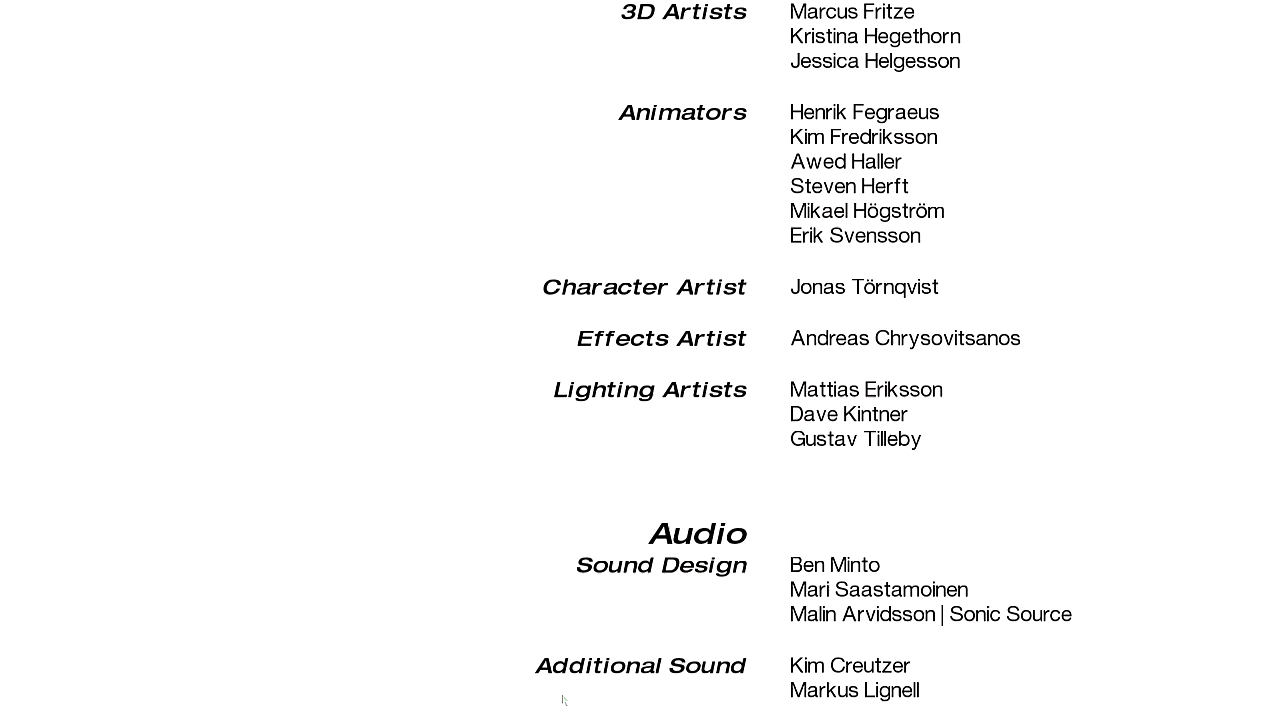 3D Artists Marcus Fritze
Kristina Hegethorn
Jessica Helgesson
Animators Henrik Fegraeus
Kim Fredriksson
Awed Haller
Steven Herft
Mikael Högström
Erik Svensson
Character Artist Jonas Törnqvist
Effects Artist Andreas Chrysovitsanos
Lighting Artists Mattias Eriksson
Dave Kintner
Gustav Tilleby
Audio
Sound Design Ben Minto
Mari Saastamoinen
Malin Arvidsson | Sonic Source
Additional Sound Kim Creutzer
Markus Lignell